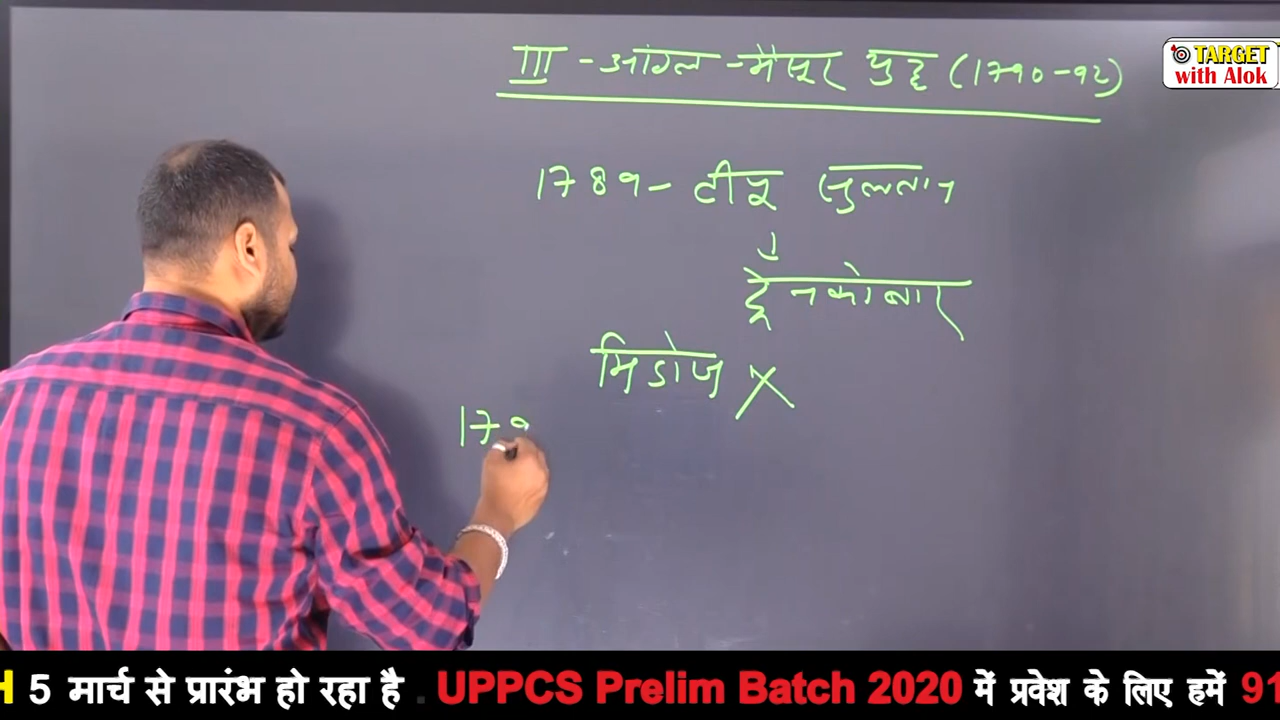 III - आंग्ल - मैसूर युद्ध (1790-92)
TARGET
with Alok
1789 - टीपू सुल्तान
↓
ट्रेनकोबार
मिडोज X
179
H 5 मार्च से प्रारंभ हो रहा है . UPPCS Prelim Batch 2020 में प्रवेश के लिए हमें 91